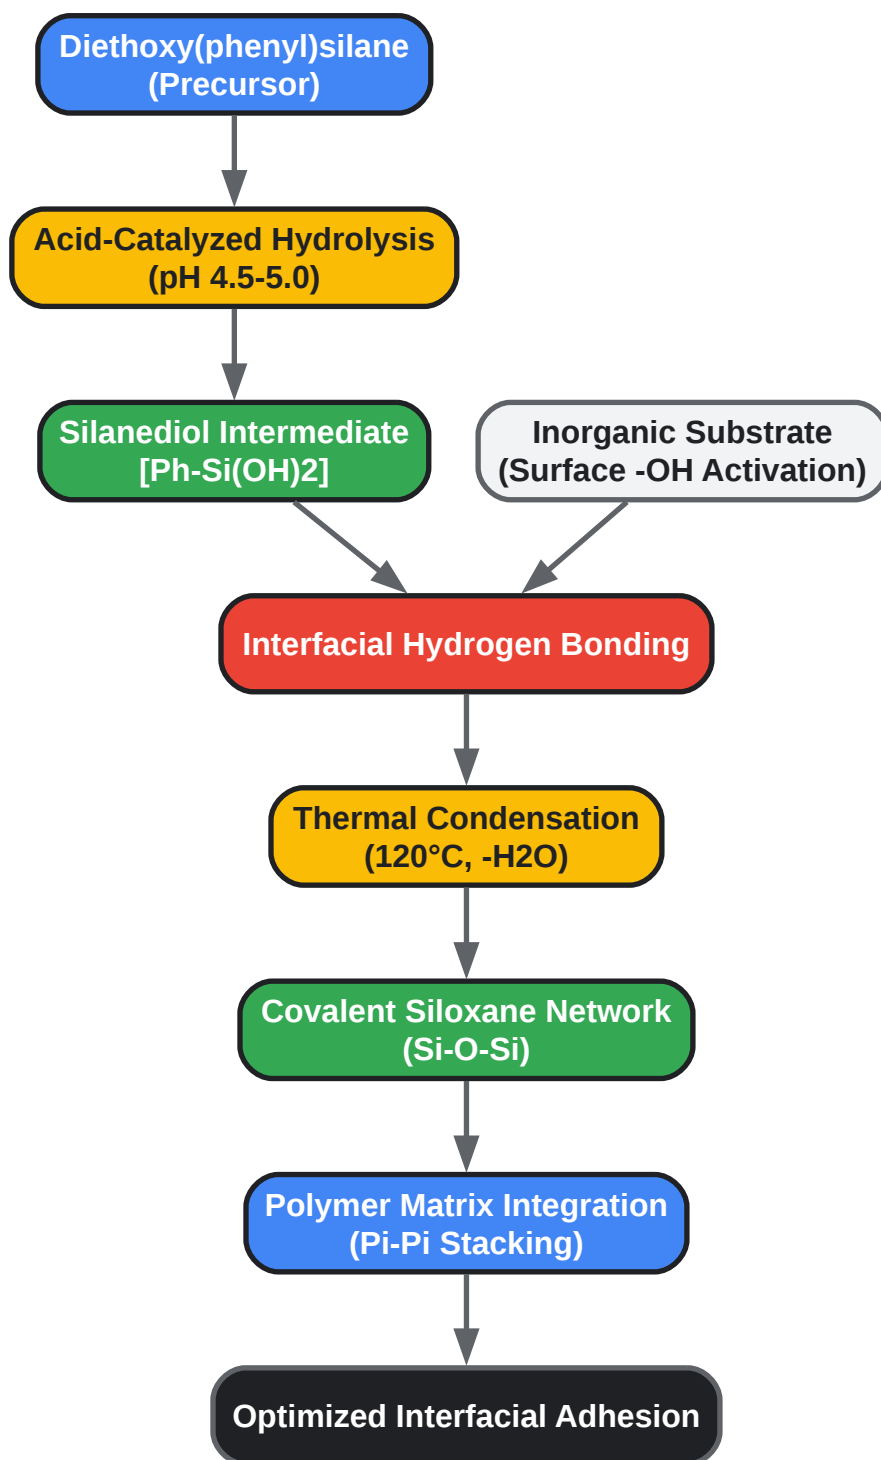 Diethoxy(phenyl)silane
(Precursor)
Acid-Catalyzed Hydrolysis
(pH 4.5-5.0)
Silanediol Intermediate
[Ph-Si(OH)2]
Inorganic Substrate
(Surface -OH Activation)
Interfacial Hydrogen Bonding
Thermal Condensation
(120°C, -H2O)
Covalent Siloxane Network
(Si-O-Si)
Polymer Matrix Integration
(Pi-Pi Stacking)
Optimized Interfacial Adhesion